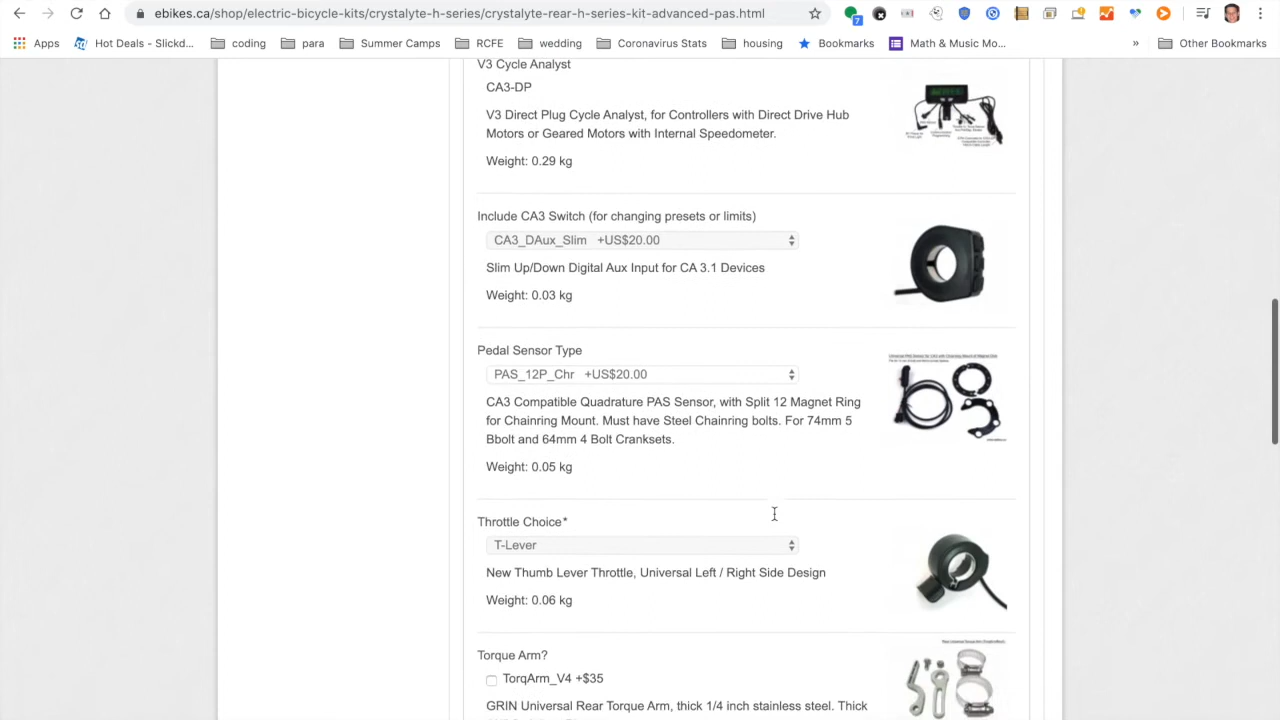 ebikes.ca/shop/electric-bicycle-kits/crystalyte-h-series/crystalyte-rear-h-series-kit-advanced-pas.html
7
Apps
Hot Deals - Slickd...
coding
para
Summer Camps
RCFE
wedding
Coronavirus Stats
housing
Bookmarks
Math & Music Mo...
»
Other Bookmarks
V3 Cycle Analyst
CA3-DP
V3 Direct Plug Cycle Analyst, for Controllers with Direct Drive Hub
Motors or Geared Motors with Internal Speedometer.
Weight: 0.23 kg
Include CA3 Switch (for changing presets or limits)
CA3_DAux_Slim +US$20.00
Slim Up/Down Digital Aux Input for CA 3.1 Devices
Weight: 0.03 kg
Pedal Sensor Type
PAS_12P_Chr +US$20.00
CA3 Compatible Quadrature PAS Sensor, with Split 12 Magnet Ring
for Chainring Mount. Must have Steel Chainring bolts. For 74mm 5
Bbolt and 64mm 4 Bolt Cranksets.
Weight: 0.05 kg
Throttle Choice*
T-Lever
New Thumb Lever Throttle, Universal Left / Right Side Design
Weight: 0.06 kg
Torque Arm?
TorqArm_V4 +$35
GRIN Universal Rear Torque Arm, thick 1/4 inch stainless steel. Thick